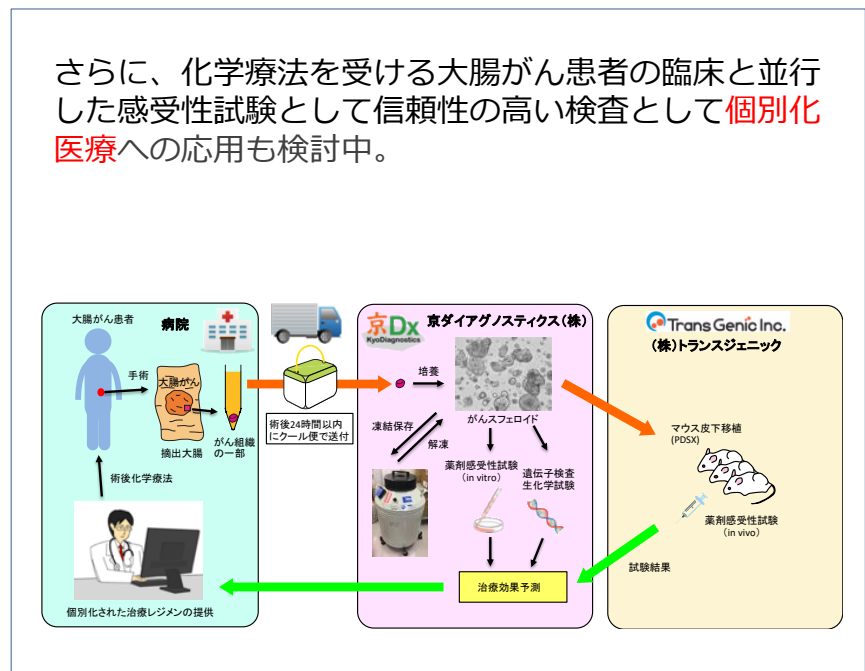 さらに、化学療法を受ける大腸がん患者の臨床と並行
した感受性試験として信頼性の高い検査として個別化
医療への応用も検討中。
大腸がん患者
病院
手術
大腸がん
摘出大腸
がん組織
の一部
術後化学療法
個別化された治療レジメンの提供
術後24時間以内
にクール便で送付
京Dx
KyoDiagnostics
京ダイアグノスティクス(株)
培養
がんスフェロイド
凍結保存
解凍
薬剤感受性試験
(in vitro)
遺伝子検査
生化学試験
治療効果予測
Trans Genic Inc.
(株)トランスジェニック
マウス皮下移植
(PDSX)
薬剤感受性試験
(in vivo)
試験結果